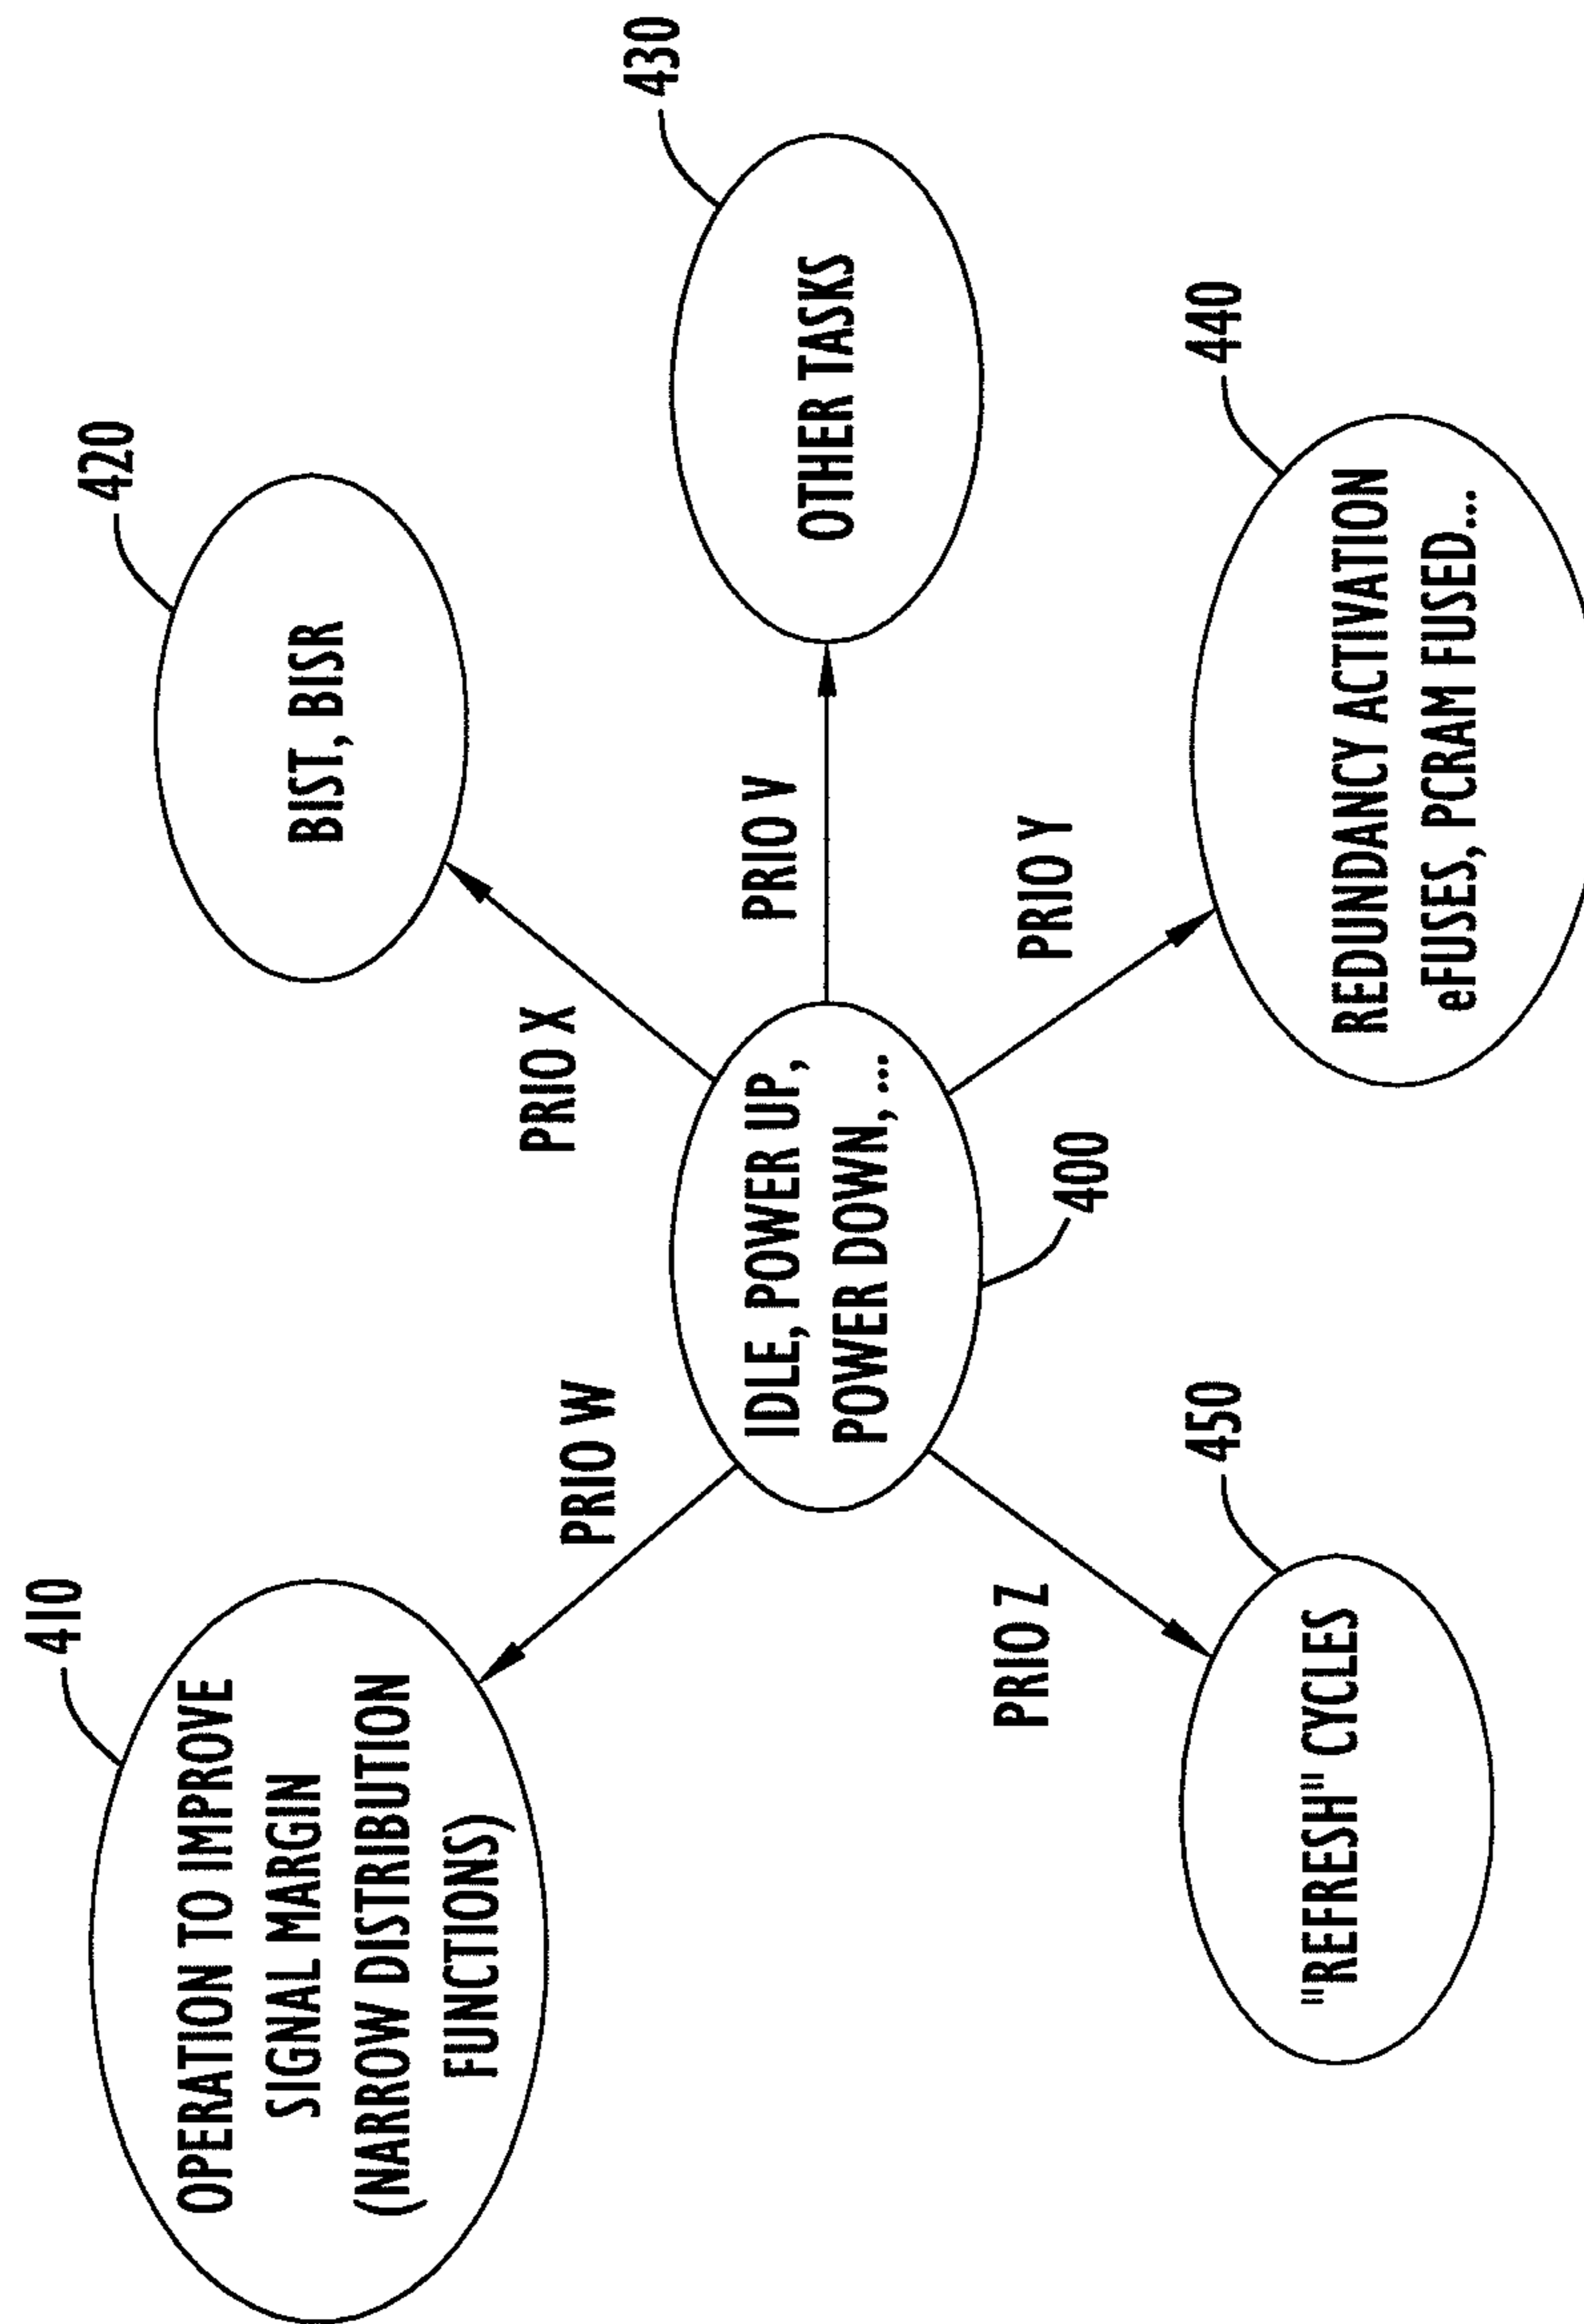 410
OPERATION TO IMPROVE
SIGNAL MARGIN
(NARROW DISTRIBUTION
FUNCTIONS)
420
BIST, BISR
PRIO W
PRIO X
430
OTHER TASKS
PRIO V
IDLE, POWER UP,
POWER DOWN, ...
400
PRIO Z
PRIO Y
450
"REFRESH" CYCLES
440
REDUNDANCY ACTIVATION
eFUSES, PCRAM FUSED...